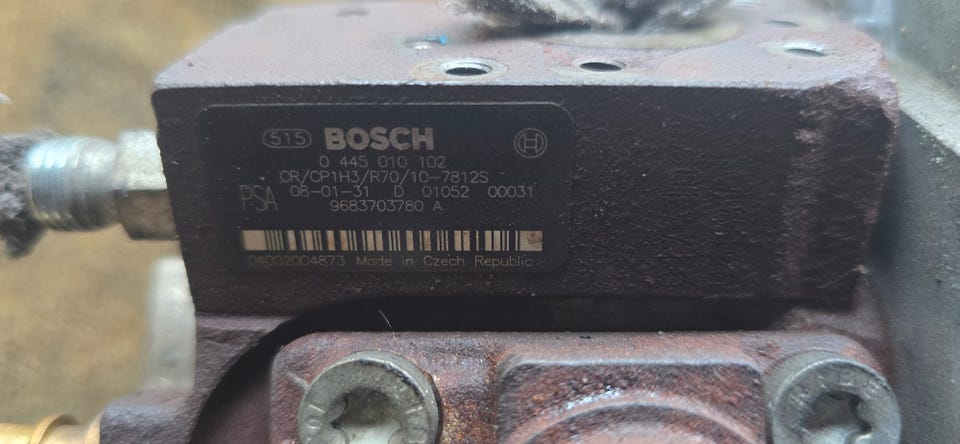 515 BOSCH
0 445 010 102
CR/CP1H3/R70/10-7812S
PSA 08-01-31 D 01052 00031
9683703780 A
04002004873 Made in Czech Republic